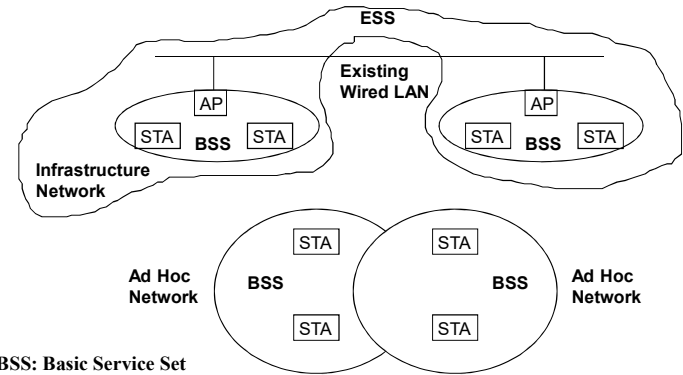 ESS
Existing
Wired LAN
AP
STA
BSS
STA
AP
STA
BSS
STA
Infrastructure
Network
STA
STA
Ad Hoc
Network
BSS
BSS
Ad Hoc
Network
STA
STA
BSS: Basic Service Set